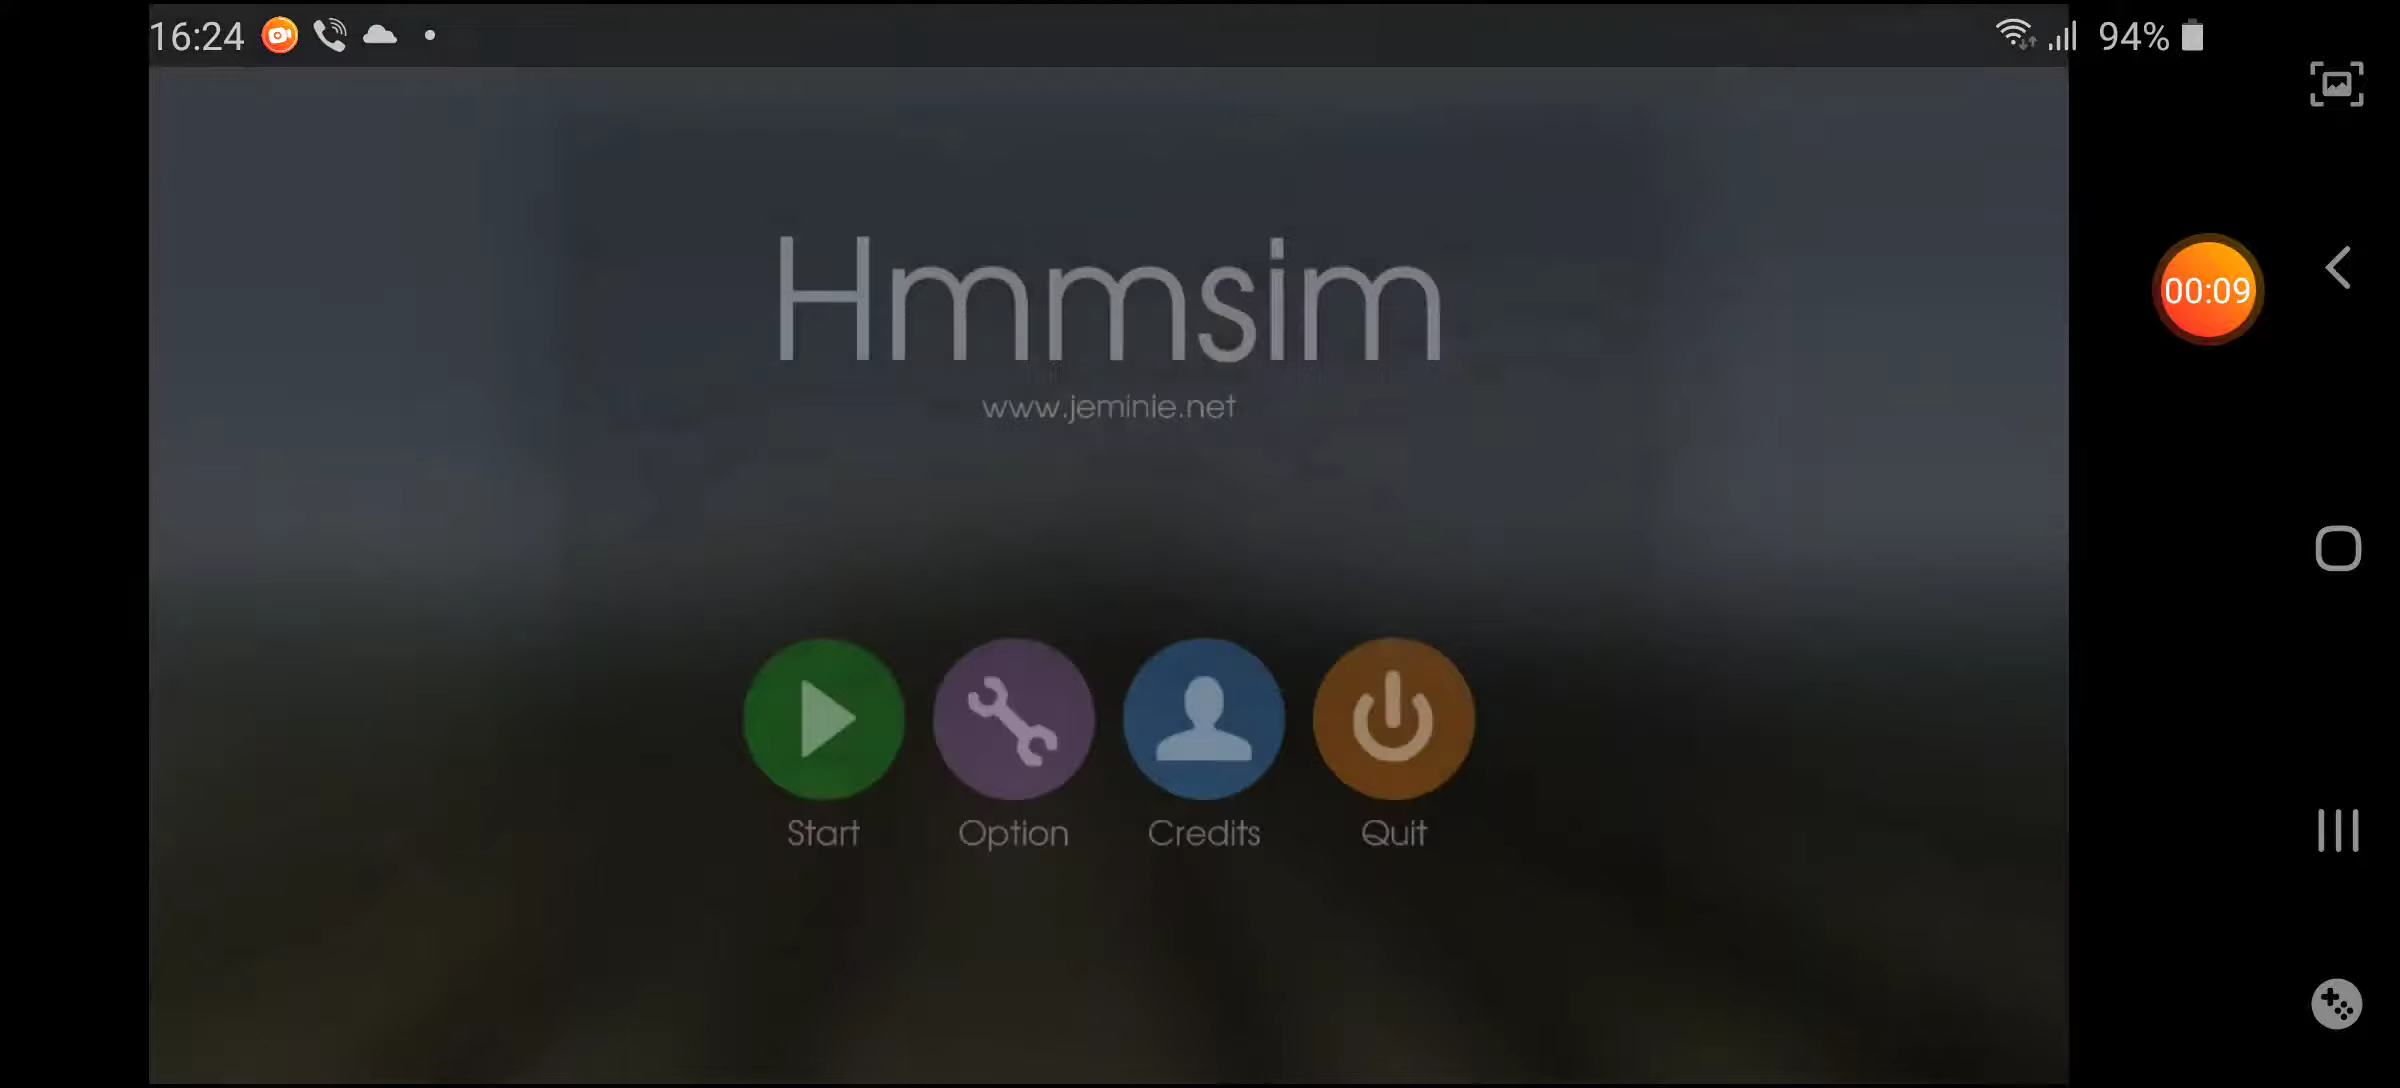 16:24
94%
Hmmsim
www.jeminie.net
00:09
Start
Option
Credits
Quit